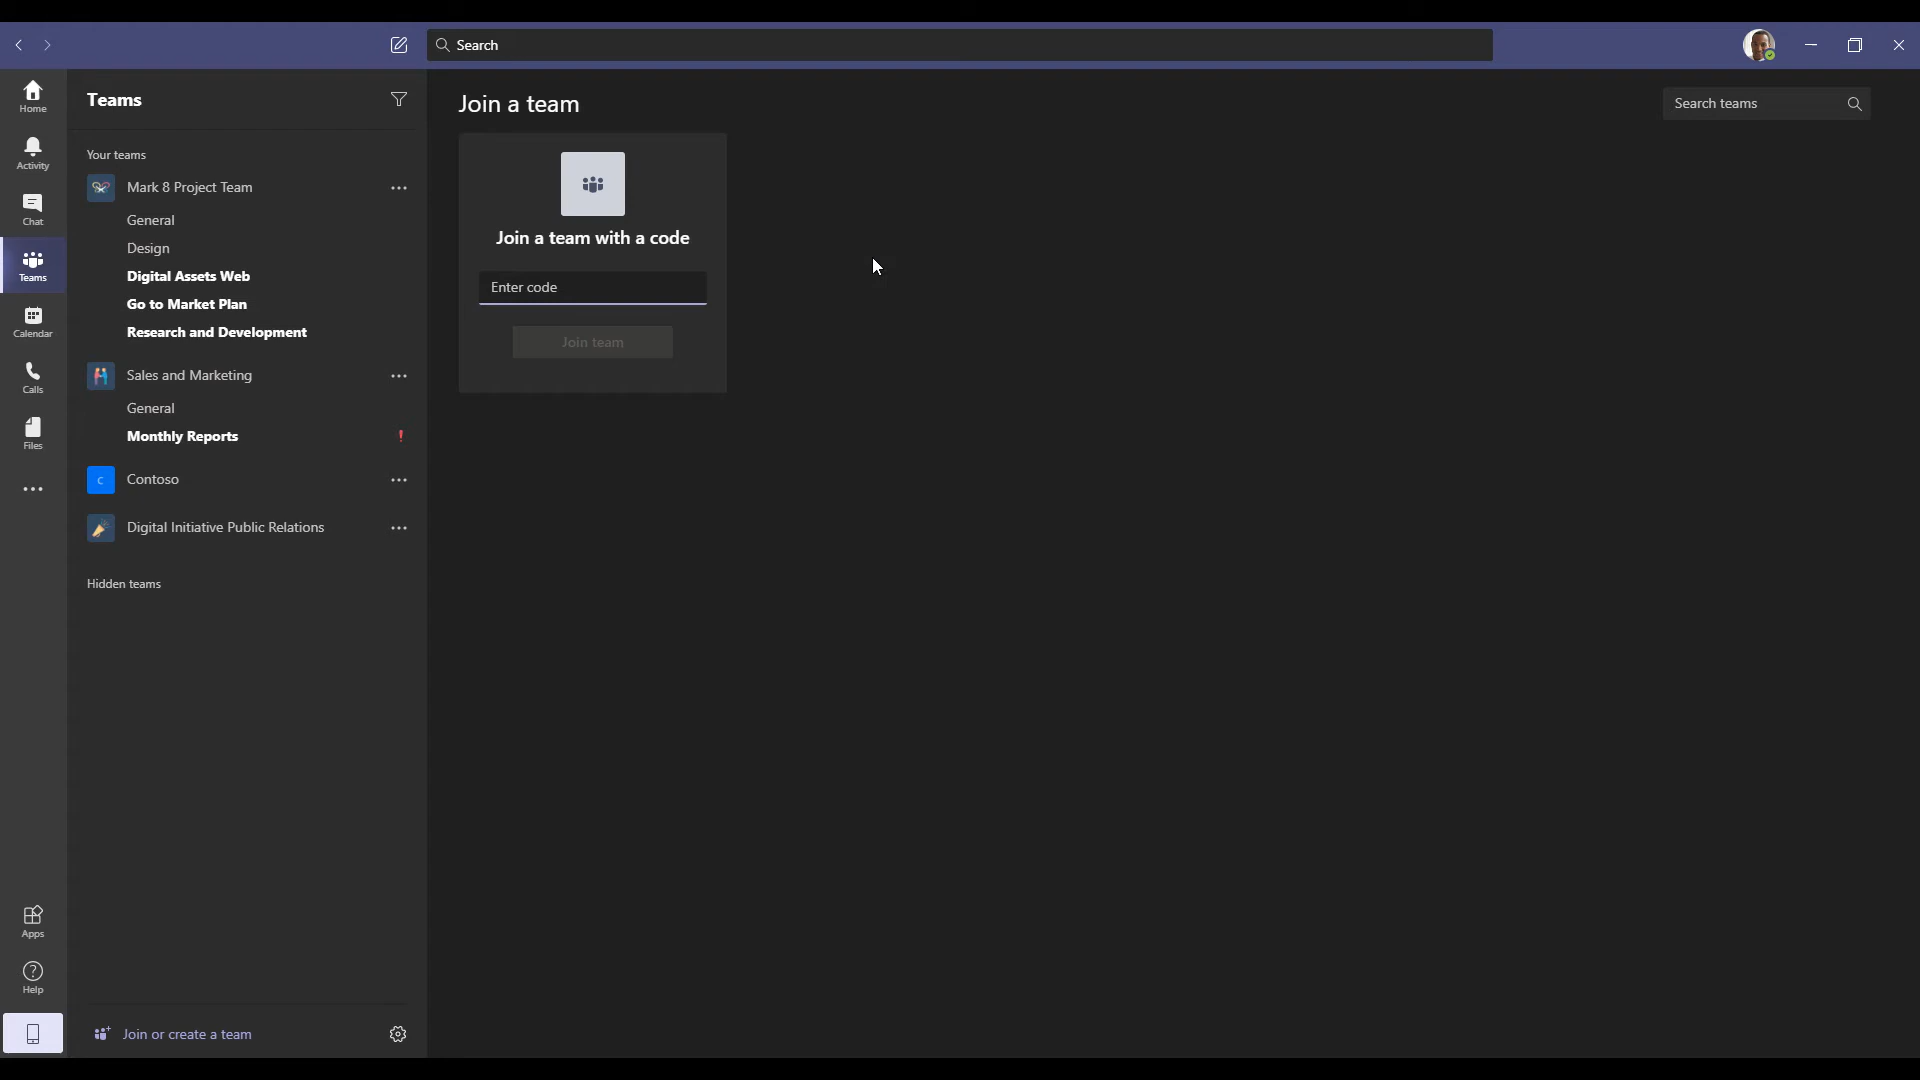 Search
Home
Activity
Chat
Teams
Calendar
Calls
Files
Apps
Help
Teams
Your teams
Mark 8 Project Team
General
Design
Digital Assets Web
Go to Market Plan
Research and Development
Sales and Marketing
General
Monthly Reports !
C Contoso
Digital Initiative Public Relations
Hidden teams
Join or create a team
Join a team
Search teams
Join a team with a code
Enter code
Join team